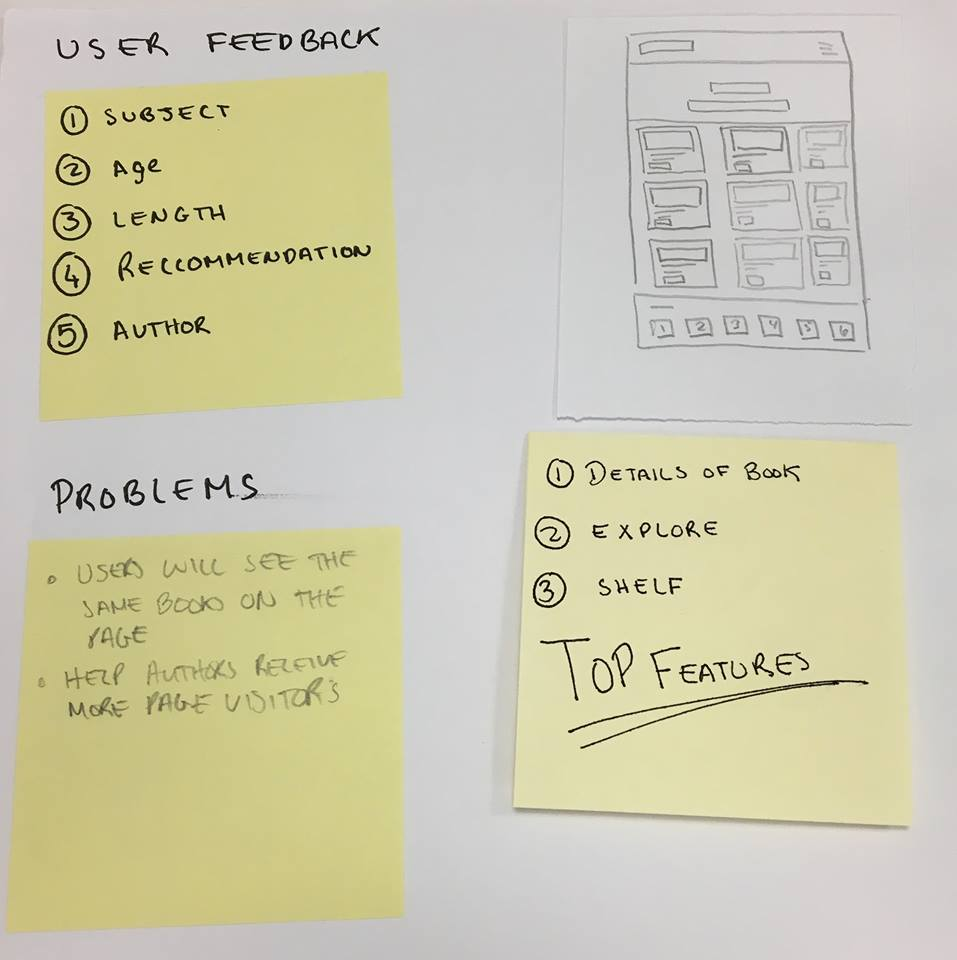 USER FEEDBACK
① SUBJECT
② Age
③ LENGTH
④ RECCOMMENDATION
⑤ AUTHOR
1 2 3 4 5 6
PROBLEMS
• USERS WILL SEE THE
SAME BOOKS ON THE
PAGE
• HELP AUTHORS RECEIVE
MORE PAGE VISITOR'S
① DETAILS OF BOOK
② EXPLORE
③ SHELF
TOP FEATURES